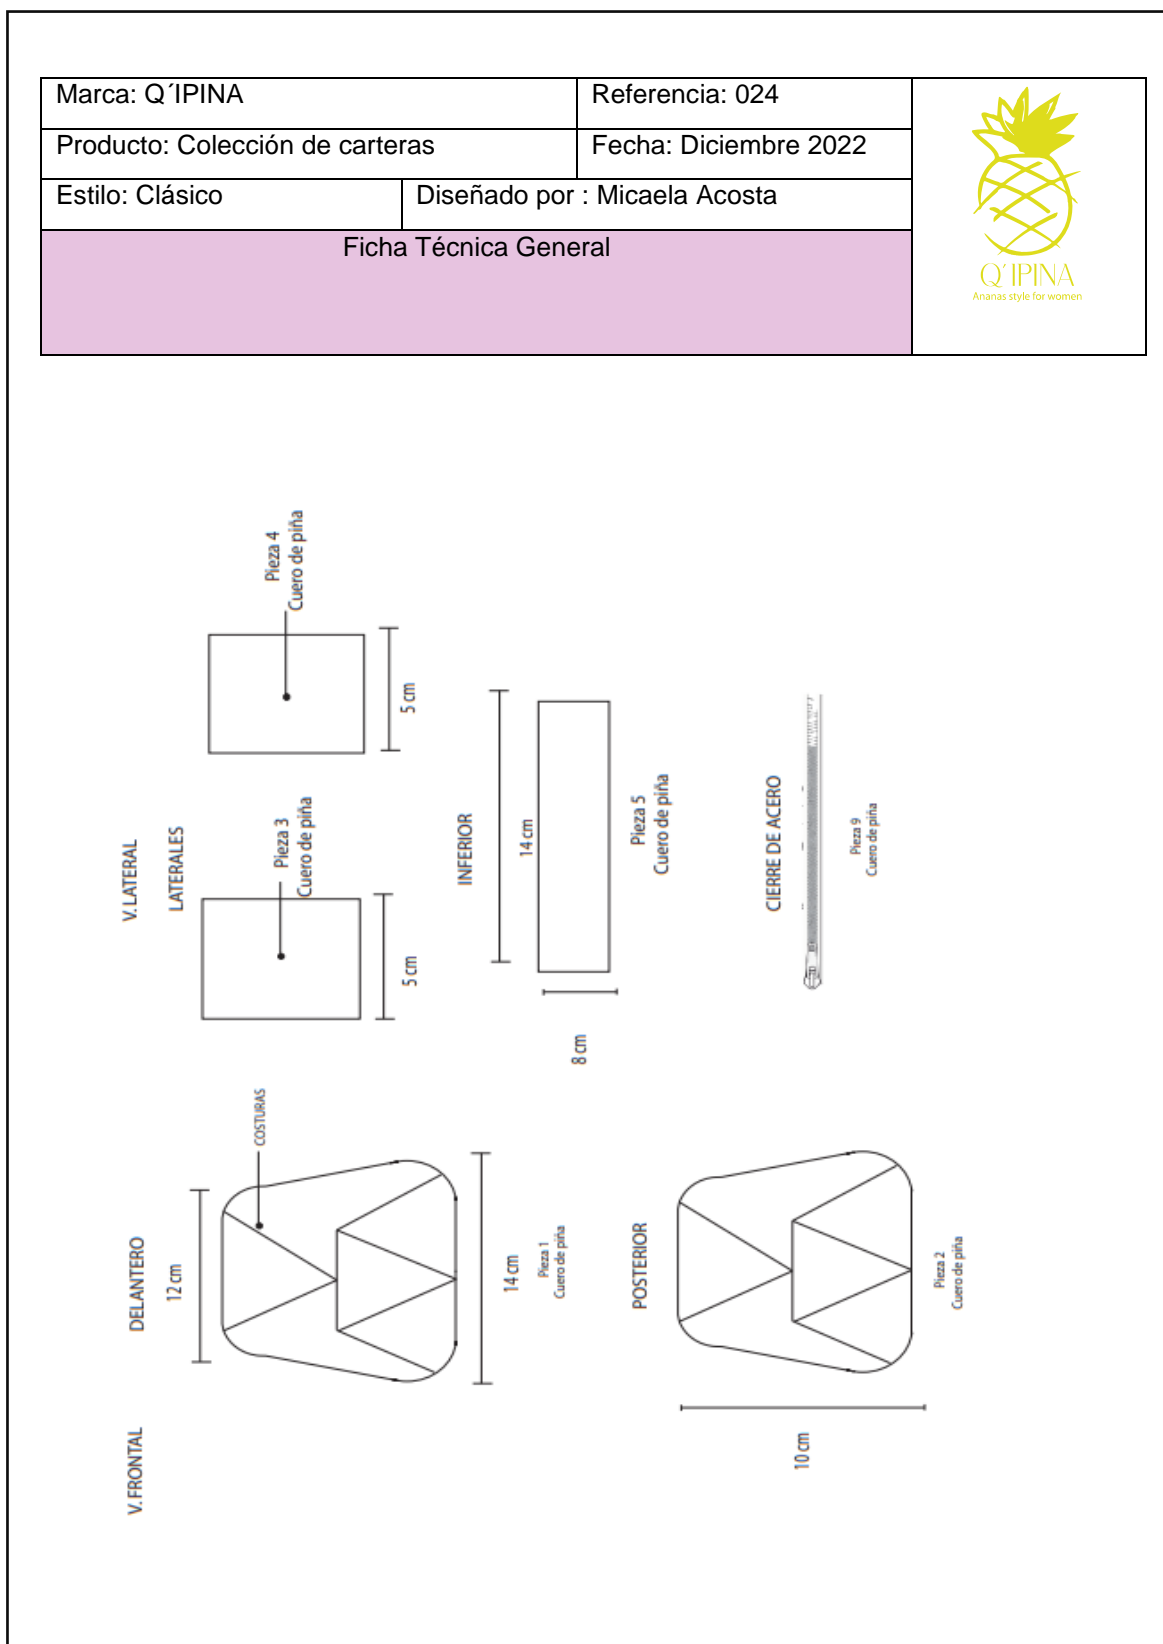 Marca: Q´IPINA
Referencia: 024
Producto: Colección de carteras
Fecha: Diciembre 2022
Estilo: Clásico
Diseñado por : Micaela Acosta
Ficha Técnica General
Q´IPINA
Ananas style for women
V. FRONTAL
DELANTERO
12 cm
COSTURAS
14 cm
Pieza 1
Cuero de piña
POSTERIOR
10 cm
Pieza 2
Cuero de piña
V. LATERAL
LATERALES
Pieza 3
Cuero de piña
5 cm
Pieza 4
Cuero de piña
5 cm
INFERIOR
14 cm
8 cm
Pieza 5
Cuero de piña
CIERRE DE ACERO
Pieza 9
Cuero de piña